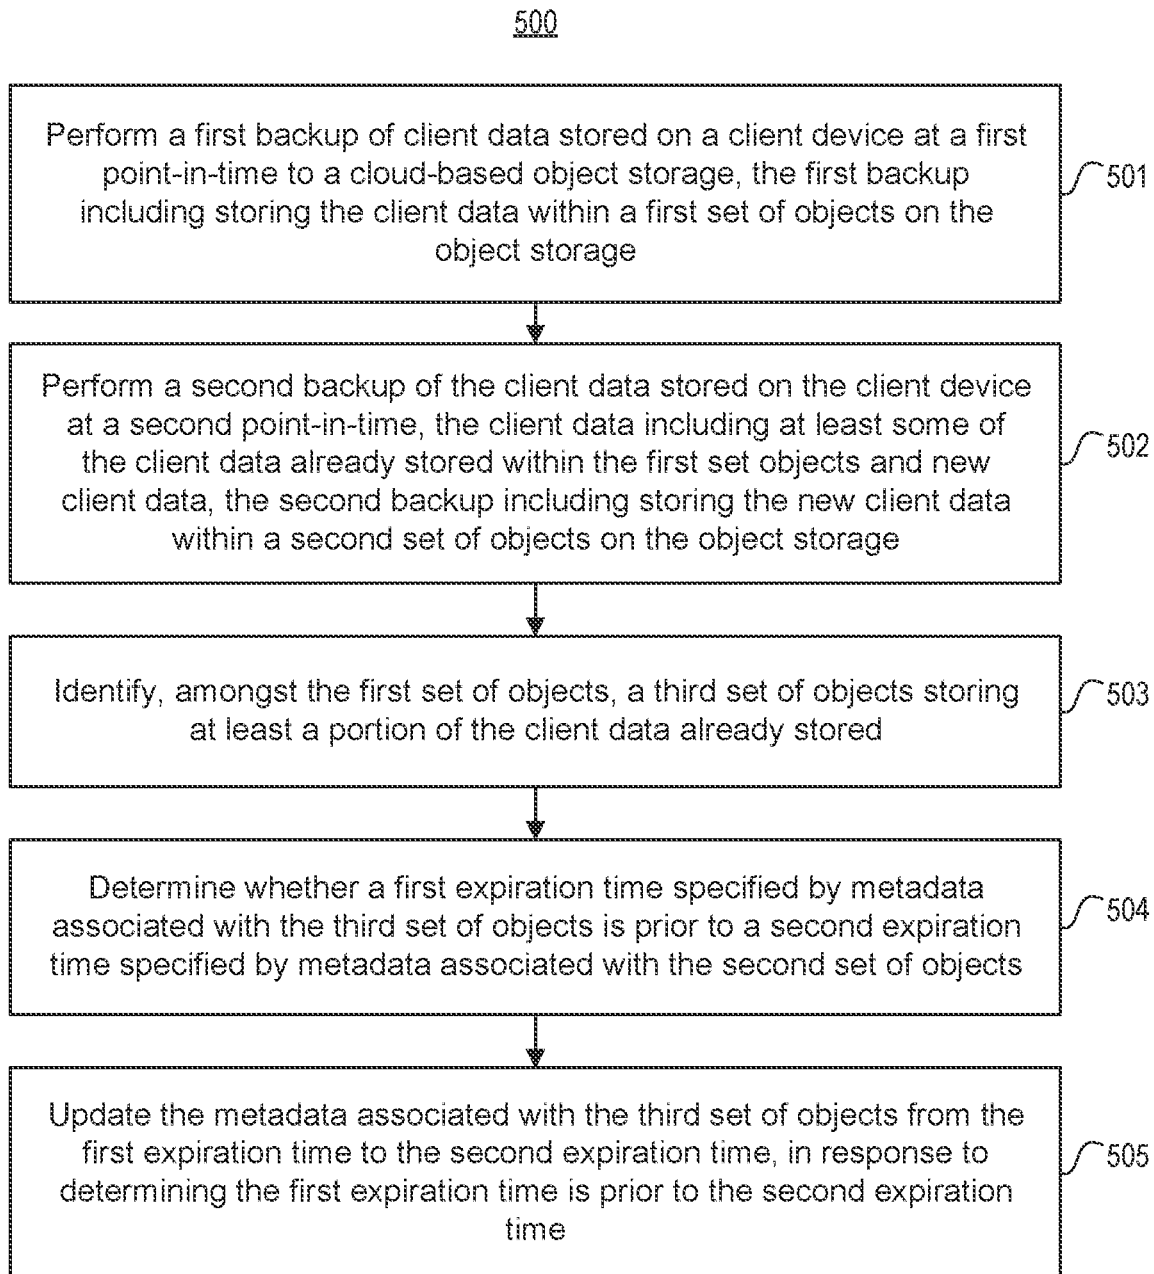 500
Perform a first backup of client data stored on a client device at a first
point-in-time to a cloud-based object storage, the first backup
including storing the client data within a first set of objects on the
object storage
501
Perform a second backup of the client data stored on the client device
at a second point-in-time, the client data including at least some of
the client data already stored within the first set objects and new
client data, the second backup including storing the new client data
within a second set of objects on the object storage
502
Identify, amongst the first set of objects, a third set of objects storing
at least a portion of the client data already stored
503
Determine whether a first expiration time specified by metadata
associated with the third set of objects is prior to a second expiration
time specified by metadata associated with the second set of objects
504
Update the metadata associated with the third set of objects from the
first expiration time to the second expiration time, in response to
determining the first expiration time is prior to the second expiration
time
505